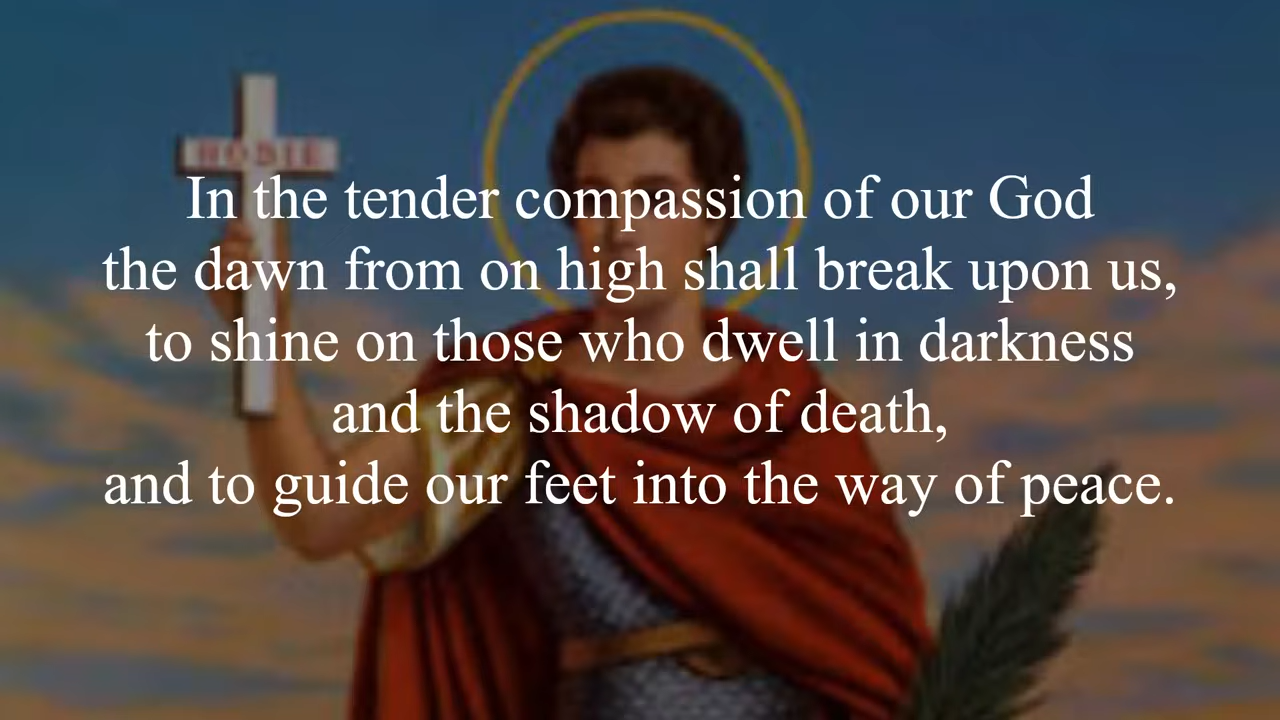 HODIE
In the tender compassion of our God
the dawn from on high shall break upon us,
to shine on those who dwell in darkness
and the shadow of death,
and to guide our feet into the way of peace.